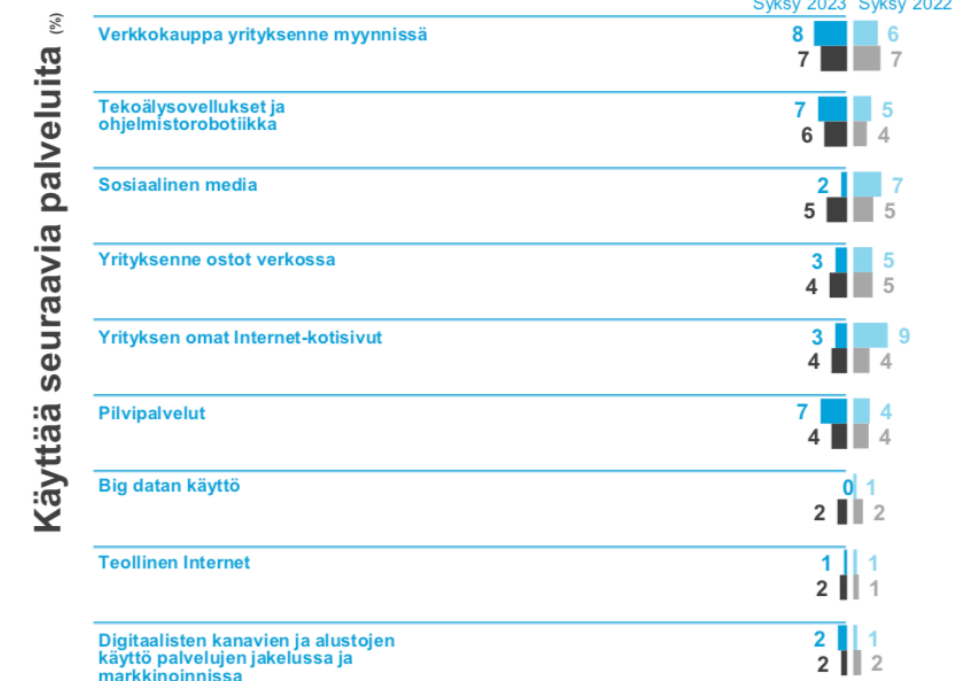 Syksy 2023 Syksy 2022
Käyttää seuraavia palveluita (%)
Verkkokauppa yrityksenne myynnissä
8 6
7 7
Tekoälysovellukset ja
ohjelmistorobotiikka
7 5
6 4
Sosiaalinen media
2 7
5 5
Yrityksenne ostot verkossa
3 5
4 5
Yrityksen omat Internet-kotisivut
3 9
4 4
Pilvipalvelut
7 4
4 4
Big datan käyttö
0 1
2 2
Teollinen Internet
1 1
2 1
Digitaalisten kanavien ja alustojen
käyttö palvelujen jakelussa ja
markkinoinnissa
2 1
2 2